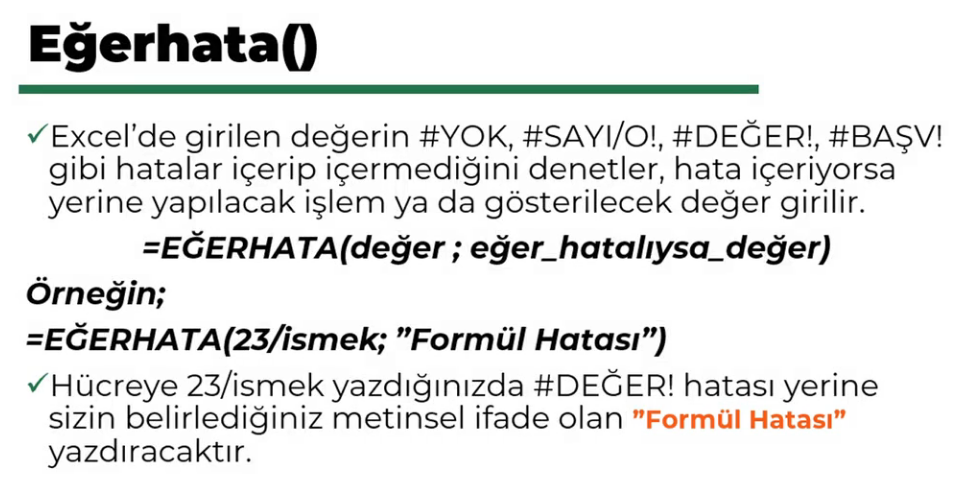 Eğerhata()
✓Excel’de girilen değerin #YOK, #SAYI/O!, #DEĞER!, #BAŞV!
gibi hatalar içerip içermediğini denetler, hata içeriyorsa
yerine yapılacak işlem ya da gösterilecek değer girilir.
=EĞERHATA(değer ; eğer_hatalıysa_değer)
Örneğin;
=EĞERHATA(23/ismek; ”Formül Hatası”)
✓Hücreye 23/ismek yazdığınızda #DEĞER! hatası yerine
sizin belirlediğiniz metinsel ifade olan ”Formül Hatası”
yazdıracaktır.